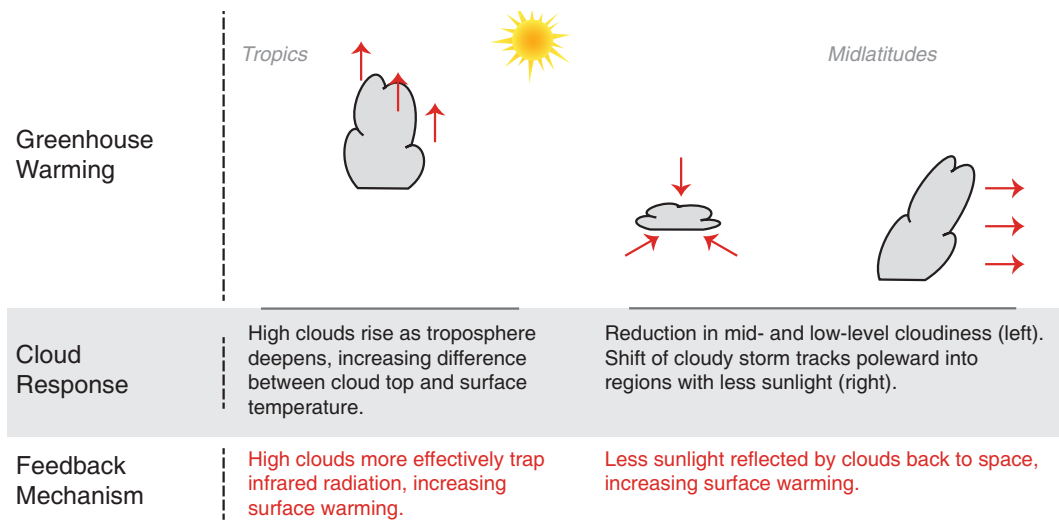 Tropics
Midlatitudes
Greenhouse
Warming
Cloud
Response
High clouds rise as troposphere
deepens, increasing difference
between cloud top and surface
temperature.
Reduction in mid- and low-level cloudiness (left).
Shift of cloudy storm tracks poleward into
regions with less sunlight (right).
Feedback
Mechanism
High clouds more effectively trap
infrared radiation, increasing
surface warming.
Less sunlight reflected by clouds back to space,
increasing surface warming.